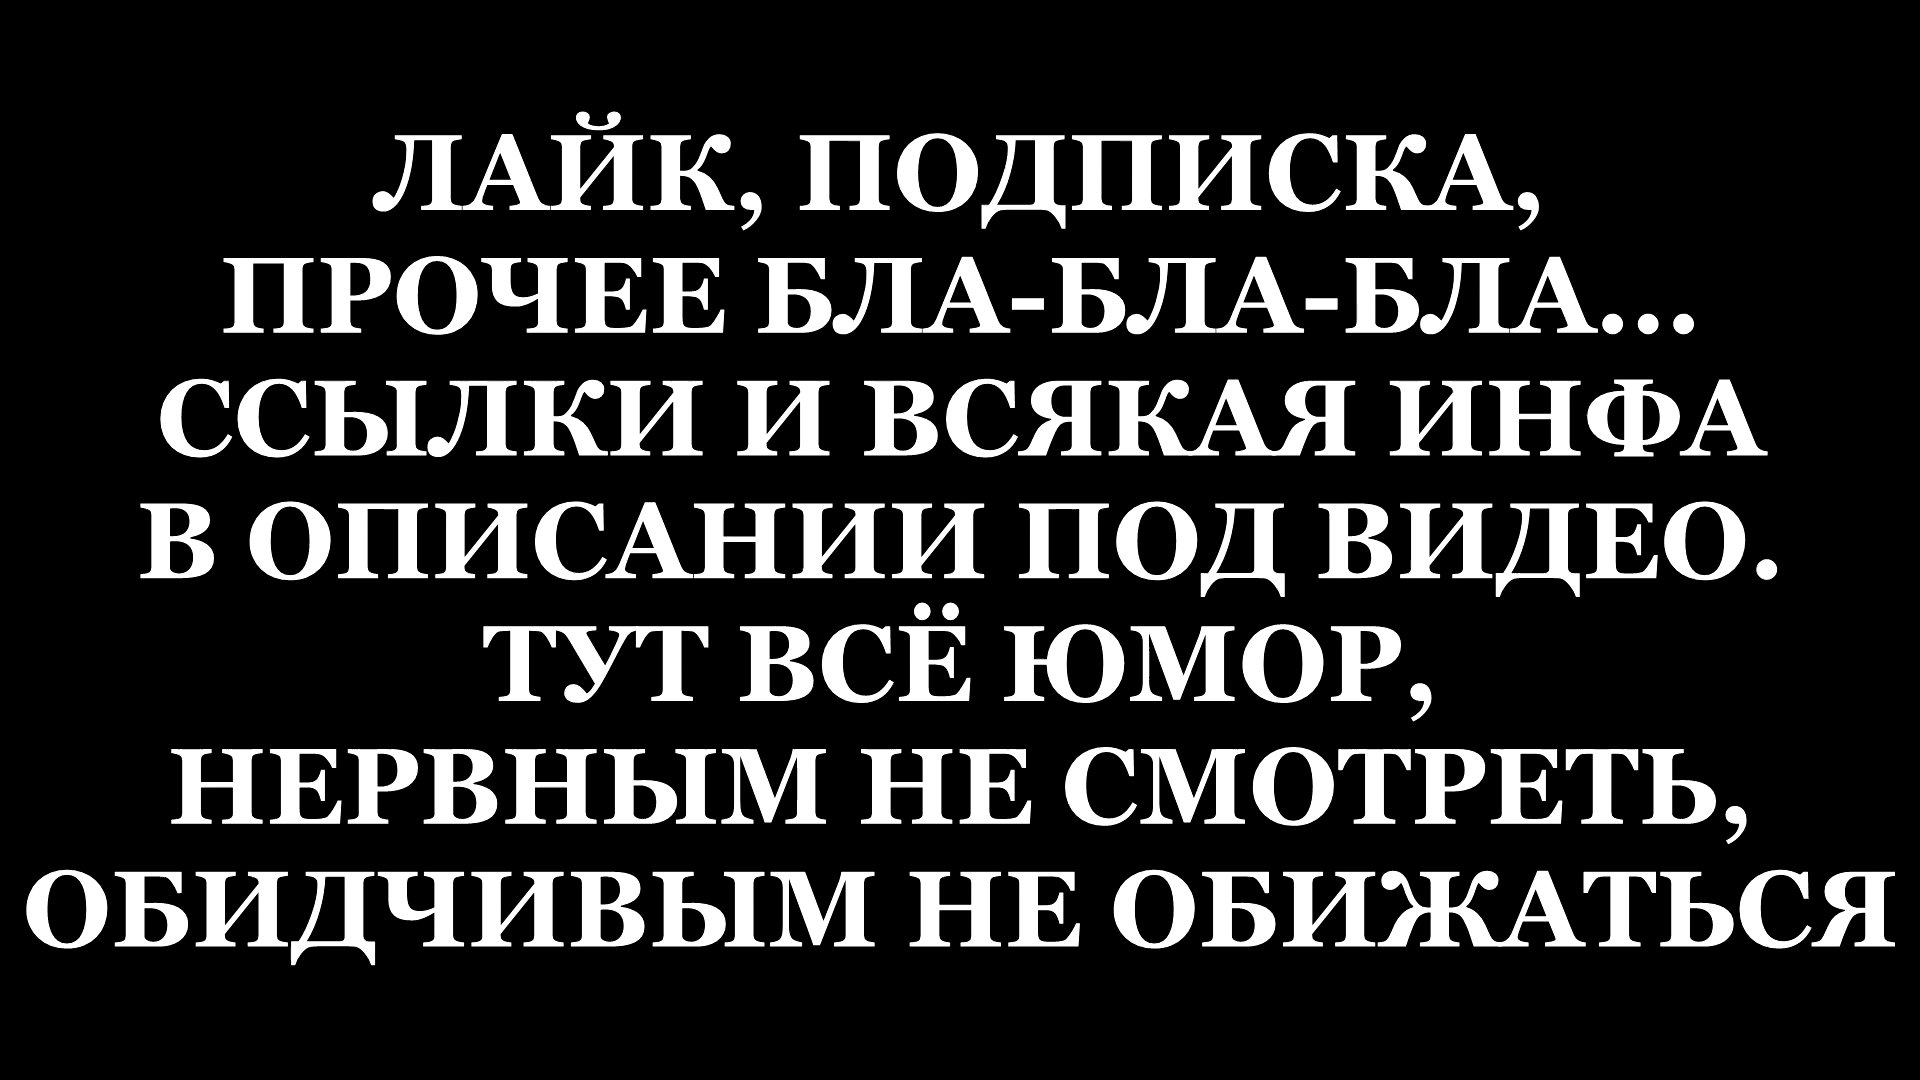 ЛАЙК, ПОДПИСКА,
ПРОЧЕЕ БЛА-БЛА-БЛА...
ССЫЛКИ И ВСЯКАЯ ИНФА
В ОПИСАНИИ ПОД ВИДЕО.
ТУТ ВСЁ ЮМОР,
НЕРВНЫМ НЕ СМОТРЕТЬ,
ОБИДЧИВЫМ НЕ ОБИЖАТЬСЯ